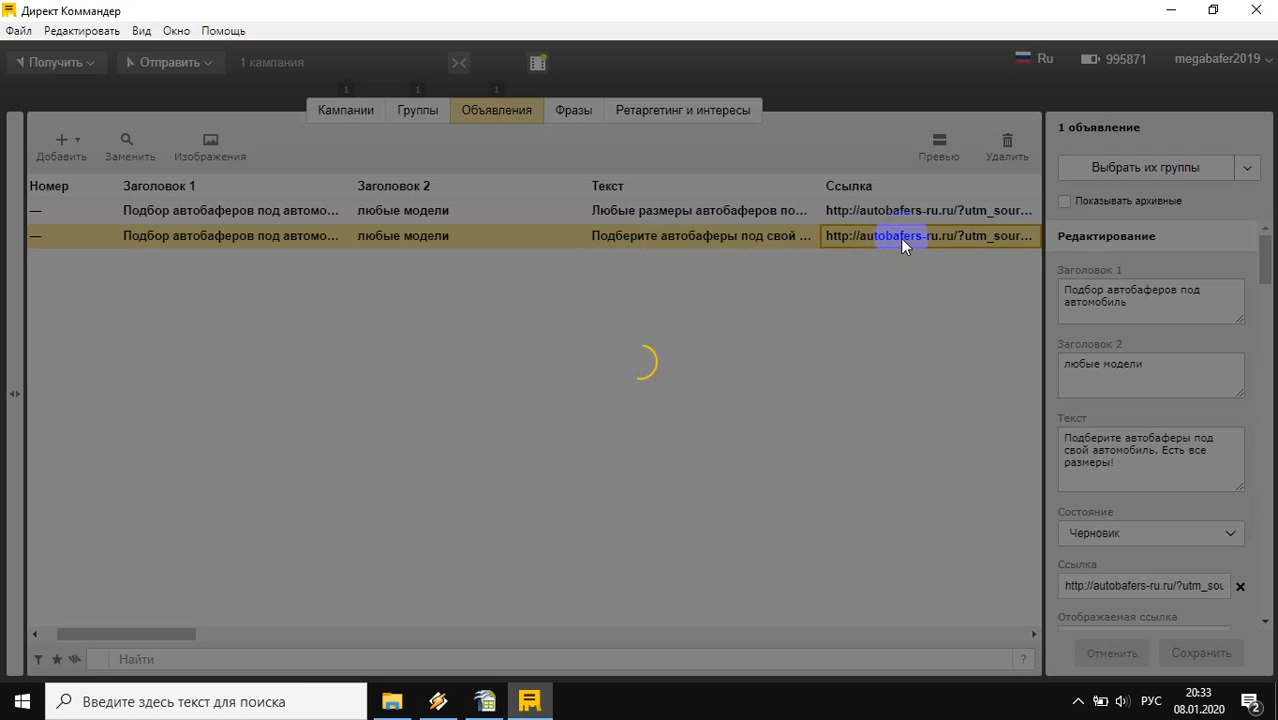 Директ Коммандер
Файл Редактировать Вид Окно Помощь
Получить Отправить 1 кампания Ru 995871 megabafer2019
1 1 1
Кампании Группы Объявления Фразы Ретаргетинг и интересы
Добавить Заменить Изображения Превью Удалить
Номер Заголовок 1 Заголовок 2 Текст Ссылка
— Подбор автобаферов под автомо... любые модели Любые размеры автобаферов по... http://autobafers-ru.ru/?utm_sour...
— Подбор автобаферов под автомо... любые модели Подберите автобаферы под свой ... http://autobafers-ru.ru/?utm_sour...
Найти ?
1 объявление
Выбрать их группы
Показывать архивные
Редактирование
Заголовок 1
Подбор автобаферов под
автомобиль
Заголовок 2
любые модели
Текст
Подберите автобаферы под
свой автомобиль. Есть все
размеры!
Состояние
Черновик
Ссылка
http://autobafers-ru.ru/?utm_sou
Отображаемая ссылка
Отменить Сохранить
Введите здесь текст для поиска
РУС
20:33
08.01.2020
2